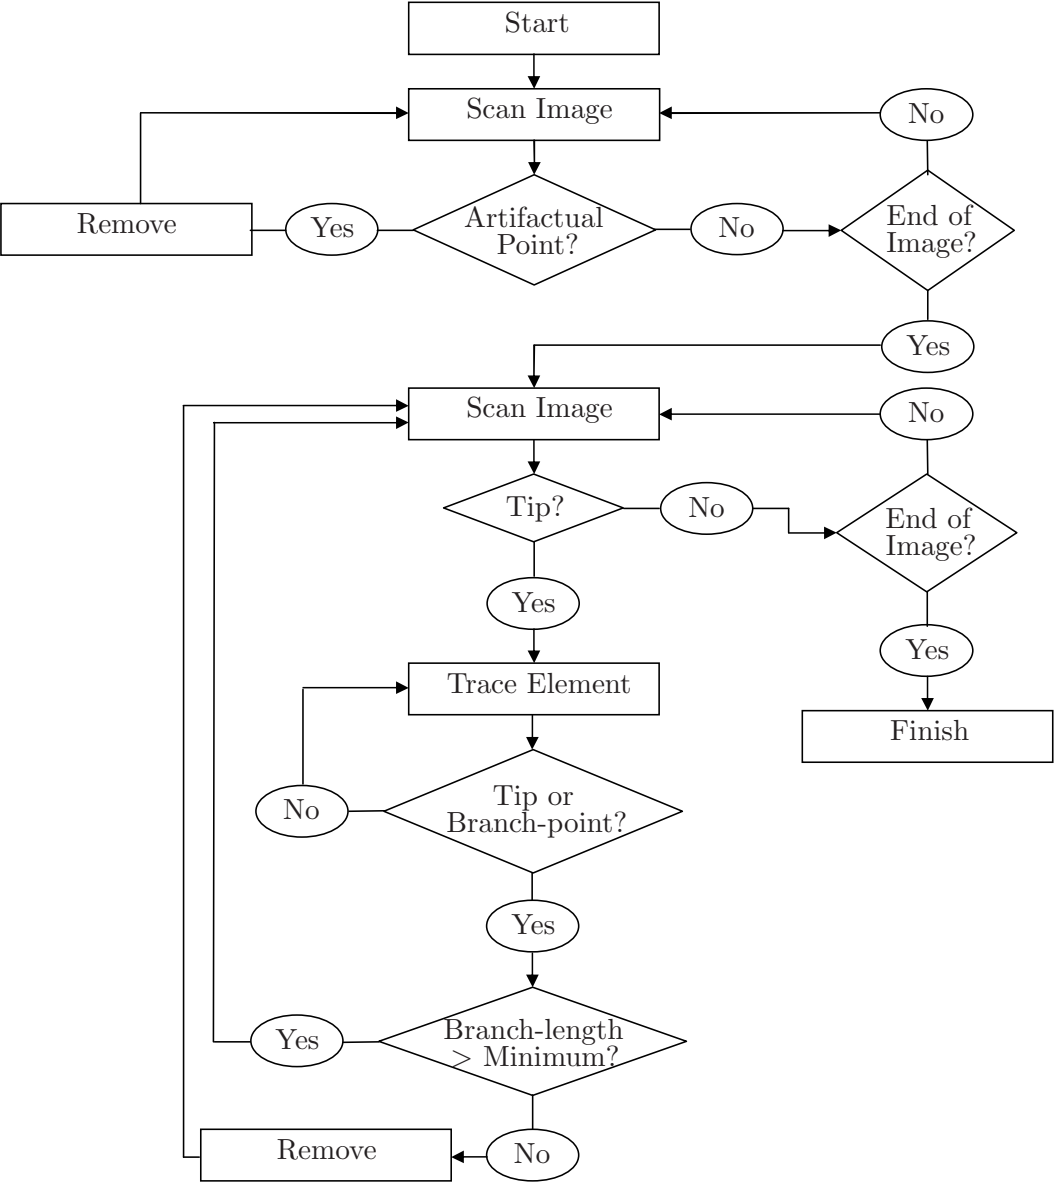 Start
Scan Image
No
Remove
Yes
Artifactual
Point?
No
End of
Image?
Yes
Scan Image
No
Tip?
No
End of
Image?
Yes
Yes
Trace Element
Finish
No
Tip or
Branch-point?
Yes
Yes
Branch-length
> Minimum?
Remove
No